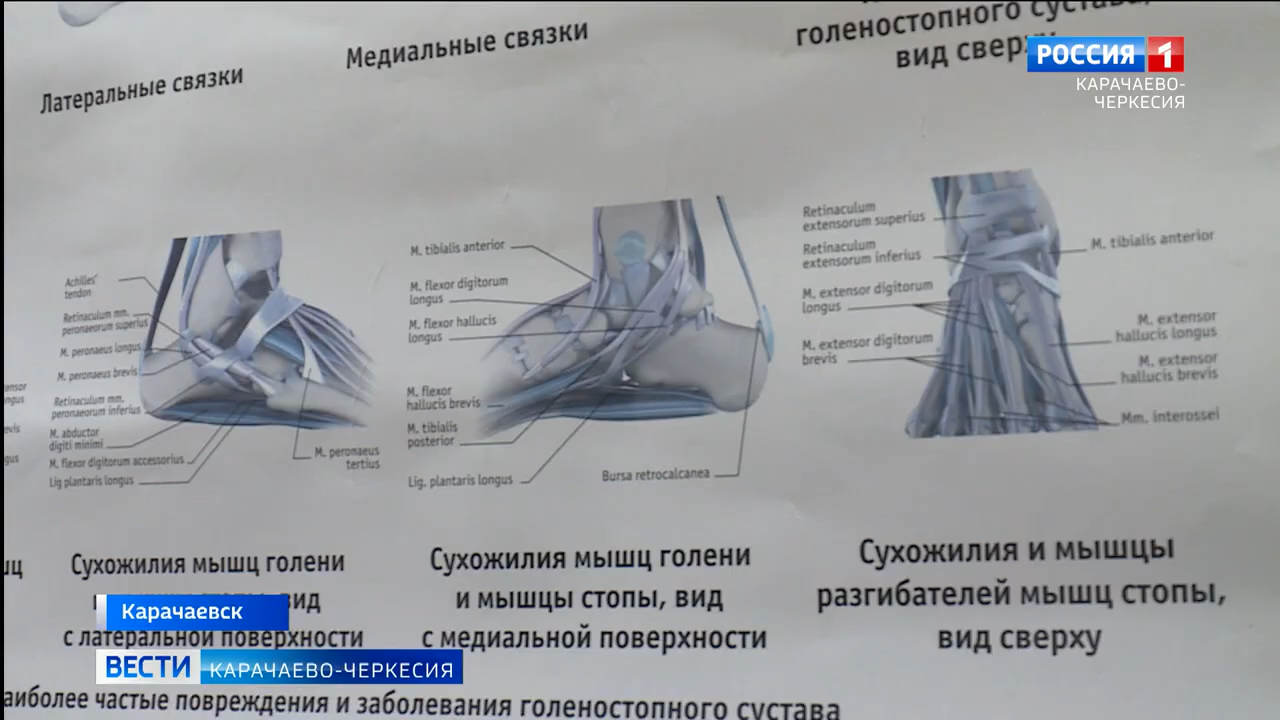 Латеральные связки
Медиальные связки
голеностопного сустава,
вид сверху
РОССИЯ 1
КАРАЧАЕВО-
ЧЕРКЕСИЯ
Achilles'
tendon
Retinaculum mm.
peronaeorum superius
M. peronaeus longus
M. peronaeus brevis
Retinaculum mm.
peronaeorum inferius
M. abductor
digiti minimi
M. flexor digitorum accessorius
Lig plantaris longus
M. peronaeus
tertius
M. tibialis anterior
M. flexor digitorum
longus
M. flexor hallucis
longus
M. flexor
hallucis brevis
M. tibialis
posterior
Lig. plantaris longus
Bursa retrocalcanea
Retinaculum
extensorum superius
Retinaculum
extensorum inferius
M. extensor digitorum
longus
M. extensor digitorum
brevis
M. tibialis anterior
M. extensor
hallucis longus
M. extensor
hallucis brevis
Mm. interossei
Сухожилия мышц голени
вид
с латеральной поверхности
Сухожилия мышц голени
и мышцы стопы, вид
с медиальной поверхности
Сухожилия и мышцы
разгибателей мышц стопы,
вид сверху
Карачаевск
ВЕСТИ КАРАЧАЕВО-ЧЕРКЕСИЯ
аиболее частые повреждения и заболевания голеностопного сустава